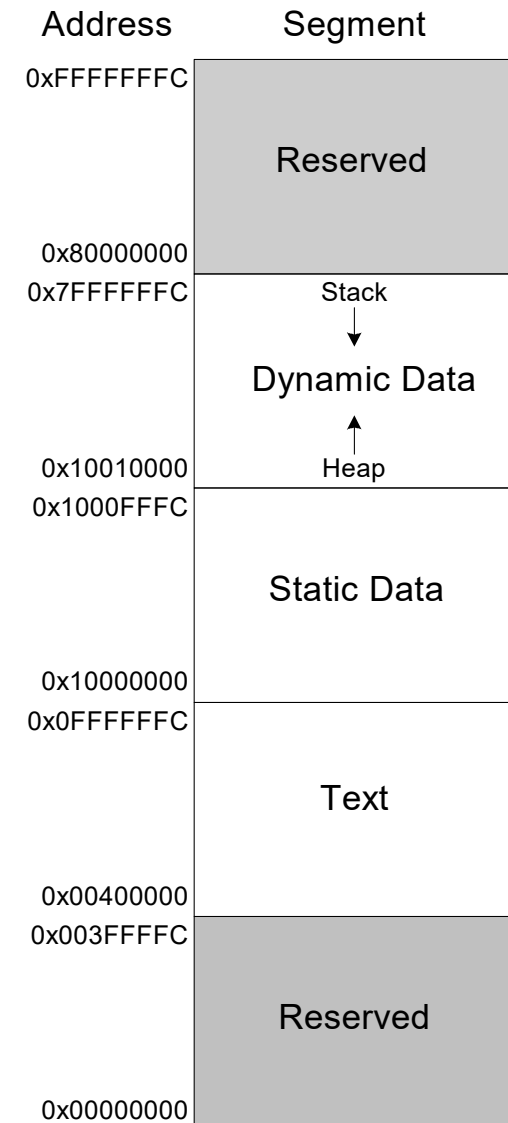 Address Segment
0xFFFFFFFC
Reserved
0x80000000
0x7FFFFFFC Stack
Dynamic Data
0x10010000 Heap
0x1000FFFC
Static Data
0x10000000
0x0FFFFFFC
Text
0x00400000
0x003FFFFC
Reserved
0x00000000